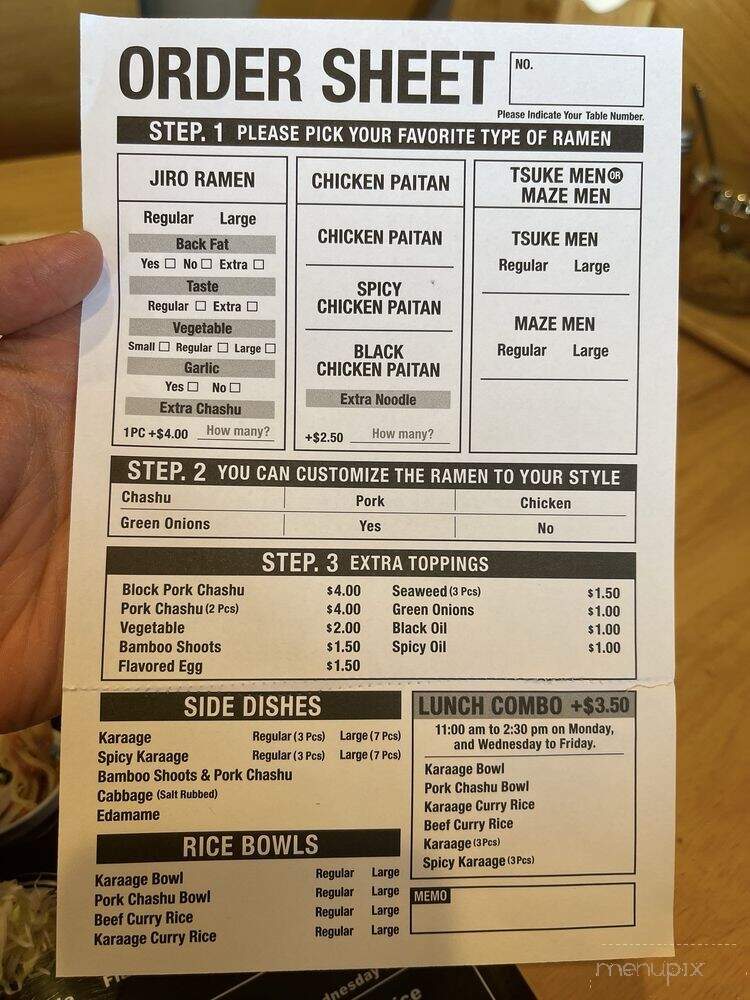 ORDER SHEET
NO.
Please Indicate Your Table Number.
STEP. 1 PLEASE PICK YOUR FAVORITE TYPE OF RAMEN
JIRO RAMEN
Regular Large
Back Fat
Yes ☐ No ☐ Extra ☐
Taste
Regular ☐ Extra ☐
Vegetable
Small ☐ Regular ☐ Large ☐
Garlic
Yes ☐ No ☐
Extra Chashu
1PC +$4.00 How many?
CHICKEN PAITAN
CHICKEN PAITAN
SPICY
CHICKEN PAITAN
BLACK
CHICKEN PAITAN
Extra Noodle
+$2.50 How many?
TSUKE MEN OR
MAZE MEN
TSUKE MEN
Regular Large
MAZE MEN
Regular Large
STEP. 2 YOU CAN CUSTOMIZE THE RAMEN TO YOUR STYLE
Chashu Pork Chicken
Green Onions Yes No
STEP. 3 EXTRA TOPPINGS
Block Pork Chashu $4.00
Pork Chashu (2 Pcs) $4.00
Vegetable $2.00
Bamboo Shoots $1.50
Flavored Egg $1.50
Seaweed (3 Pcs) $1.50
Green Onions $1.00
Black Oil $1.00
Spicy Oil $1.00
SIDE DISHES
Karaage Regular (3 Pcs) Large (7 Pcs)
Spicy Karaage Regular (3 Pcs) Large (7 Pcs)
Bamboo Shoots & Pork Chashu
Cabbage (Salt Rubbed)
Edamame
RICE BOWLS
Karaage Bowl Regular Large
Pork Chashu Bowl Regular Large
Beef Curry Rice Regular Large
Karaage Curry Rice Regular Large
LUNCH COMBO +$3.50
11:00 am to 2:30 pm on Monday,
and Wednesday to Friday.
Karaage Bowl
Pork Chashu Bowl
Karaage Curry Rice
Beef Curry Rice
Karaage (3Pcs)
Spicy Karaage (3Pcs)
MEMO
menupix